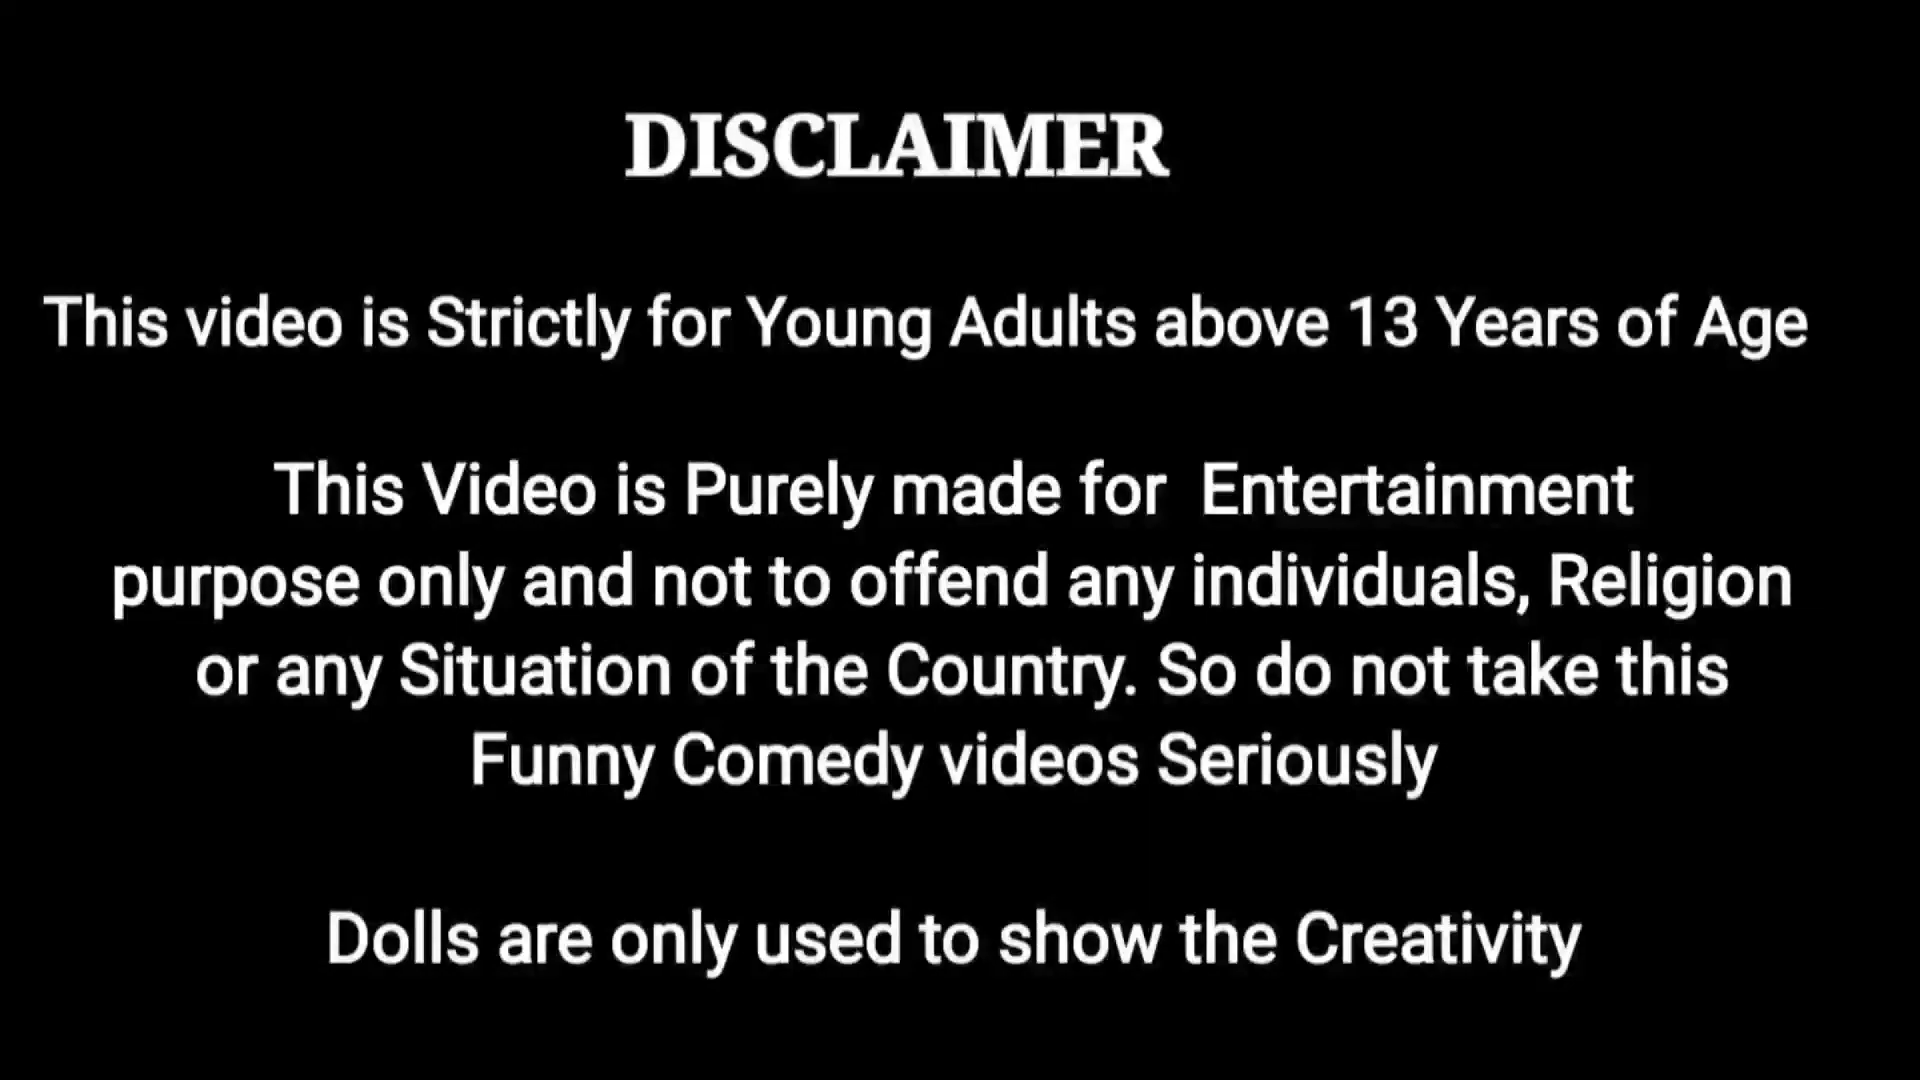 DISCLAIMER
This video is Strictly for Young Adults above 13 Years of Age
This Video is Purely made for Entertainment
purpose only and not to offend any individuals, Religion
or any Situation of the Country. So do not take this
Funny Comedy videos Seriously
Dolls are only used to show the Creativity